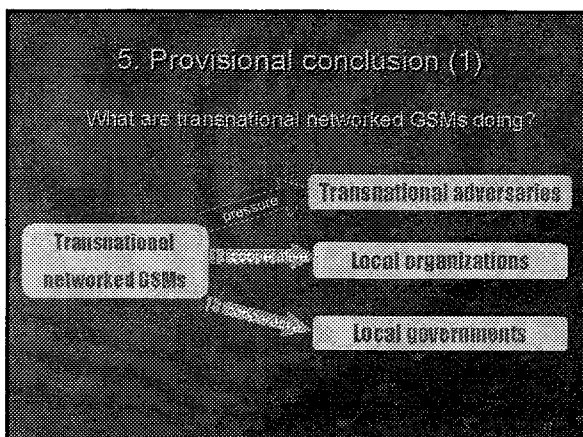 5. Provisional conclusion (1)
What are transnational networked GSMs doing?
Transnational adversaries
pressure
Transnational
networked GSMs
Local organizations
Local governments